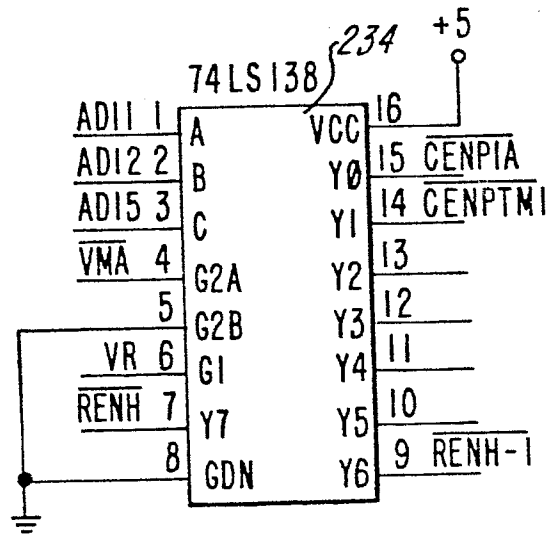 234
+5
74LS138
AD11 1 A VCC 16
AD12 2 B YØ 15 CENPIA
AD15 3 C Y1 14 CENPTM1
VMA 4 G2A Y2 13
5 G2B Y3 12
VR 6 G1 Y4 11
RENH 7 Y7 Y5 10
8 GDN Y6 9 RENH-1